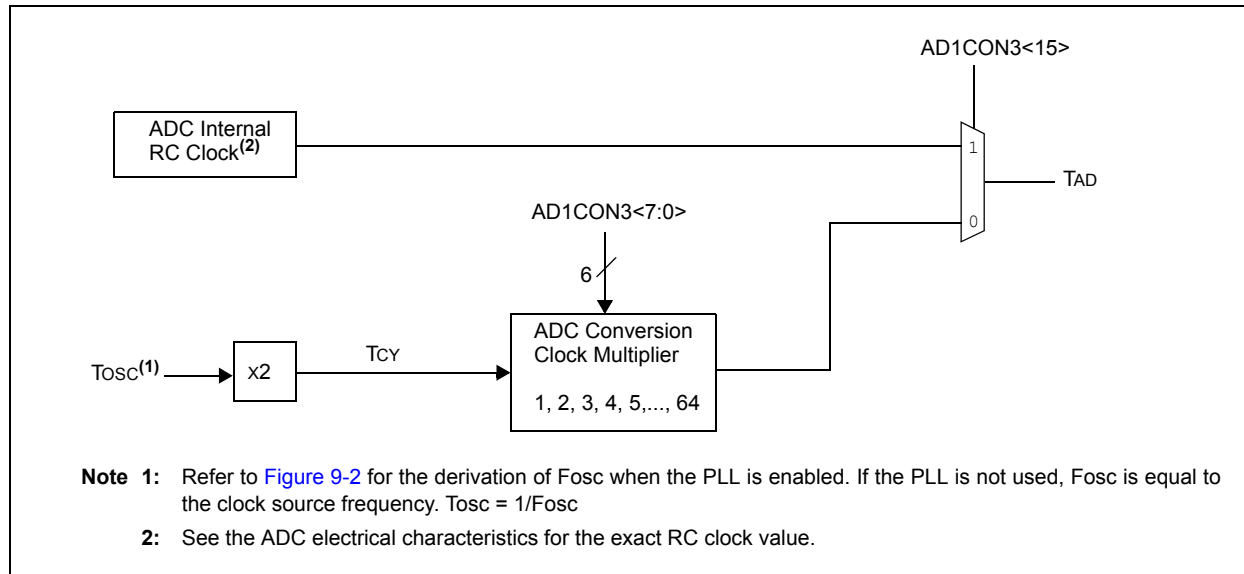 AD1CON3<15>
ADC Internal
RC Clock(2)
1
TAD
AD1CON3<7:0>
0
6
ADC Conversion
Clock Multiplier
TOSC(1)
X2
TCY
1, 2, 3, 4, 5,..., 64
Note 1: Refer to Figure 9-2 for the derivation of Fosc when the PLL is enabled. If the PLL is not used, Fosc is equal to
the clock source frequency. Tosc = 1/Fosc
2: See the ADC electrical characteristics for the exact RC clock value.